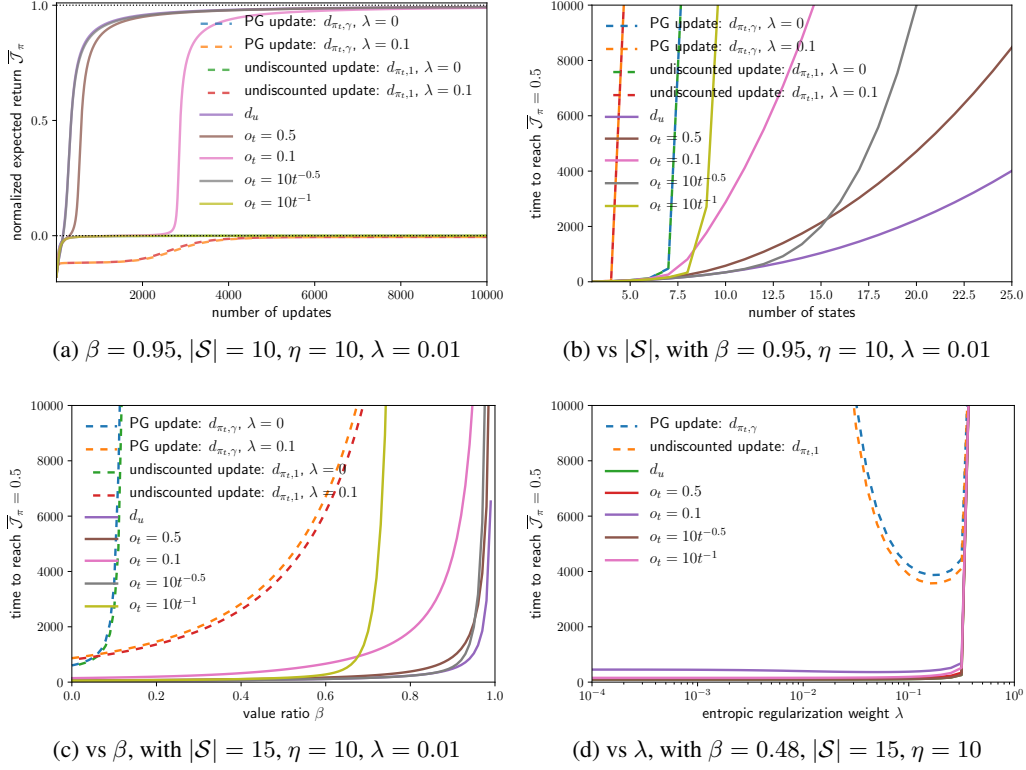 normalized expected return $\overline{\mathcal{J}}_\pi$
1.0
0.5
0.0
PG update: $d_{\pi_t,\gamma}$, $\lambda = 0$
PG update: $d_{\pi_t,\gamma}$, $\lambda = 0.1$
undiscounted update: $d_{\pi_t,1}$, $\lambda = 0$
undiscounted update: $d_{\pi_t,1}$, $\lambda = 0.1$
$d_u$
$o_t = 0.5$
$o_t = 0.1$
$o_t = 10t^{-0.5}$
$o_t = 10t^{-1}$
2000 4000 6000 8000 10000
number of updates
(a) $\beta = 0.95$, $|\mathcal{S}| = 10$, $\eta = 10$, $\lambda = 0.01$
time to reach $\overline{\mathcal{J}}_\pi = 0.5$
10000
8000
6000
4000
2000
0
PG update: $d_{\pi_t,\gamma}$, $\lambda = 0$
PG update: $d_{\pi_t,\gamma}$, $\lambda = 0.1$
undiscounted update: $d_{\pi_t,1}$, $\lambda = 0$
undiscounted update: $d_{\pi_t,1}$, $\lambda = 0.1$
$d_u$
$o_t = 0.5$
$o_t = 0.1$
$o_t = 10t^{-0.5}$
$o_t = 10t^{-1}$
5.0 7.5 10.0 12.5 15.0 17.5 20.0 22.5 25.0
number of states
(b) vs $|\mathcal{S}|$, with $\beta = 0.95$, $\eta = 10$, $\lambda = 0.01$
time to reach $\overline{\mathcal{J}}_\pi = 0.5$
10000
8000
6000
4000
2000
0
PG update: $d_{\pi_t,\gamma}$, $\lambda = 0$
PG update: $d_{\pi_t,\gamma}$, $\lambda = 0.1$
undiscounted update: $d_{\pi_t,1}$, $\lambda = 0$
undiscounted update: $d_{\pi_t,1}$, $\lambda = 0.1$
$d_u$
$o_t = 0.5$
$o_t = 0.1$
$o_t = 10t^{-0.5}$
$o_t = 10t^{-1}$
0.0 0.2 0.4 0.6 0.8 1.0
value ratio $\beta$
(c) vs $\beta$, with $|\mathcal{S}| = 15$, $\eta = 10$, $\lambda = 0.01$
time to reach $\overline{\mathcal{J}}_\pi = 0.5$
10000
8000
6000
4000
2000
0
PG update: $d_{\pi_t,\gamma}$
undiscounted update: $d_{\pi_t,1}$
$d_u$
$o_t = 0.5$
$o_t = 0.1$
$o_t = 10t^{-0.5}$
$o_t = 10t^{-1}$
$10^{-4}$ $10^{-3}$ $10^{-2}$ $10^{-1}$ $10^{0}$
entropic regularization weight $\lambda$
(d) vs $\lambda$, with $\beta = 0.48$, $|\mathcal{S}| = 15$, $\eta = 10$